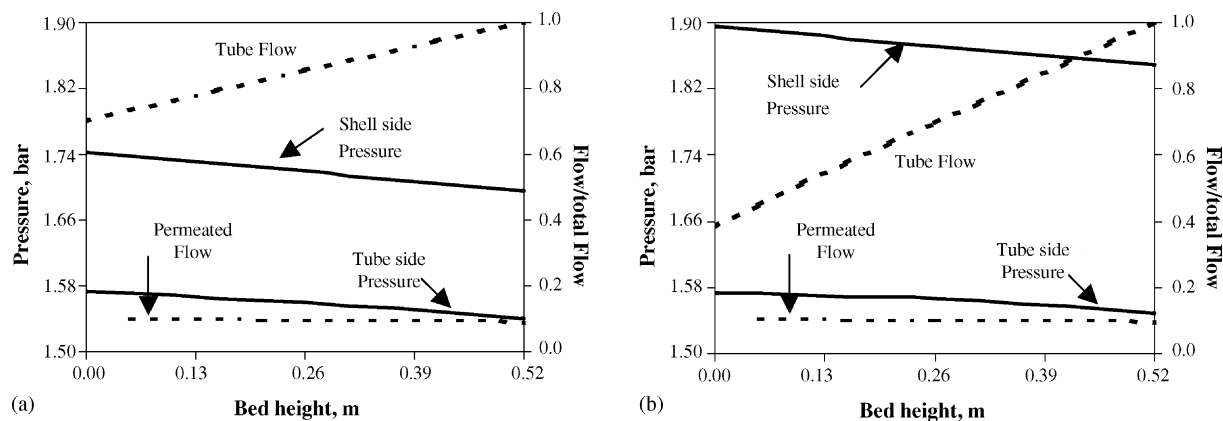 1.90
1.82
1.74
1.66
1.58
1.50
Pressure, bar
Tube Flow
Shell side
Pressure
Permeated
Flow
Tube side
Pressure
1.0
0.8
0.6
0.4
0.2
0.0
Flow/total Flow
0.00 0.13 0.26 0.39 0.52
(a)
Bed height, m
1.90
1.82
1.74
1.66
1.58
1.50
Pressure, bar
Shell side
Pressure
Tube Flow
Permeated
Flow
Tube side
Pressure
1.0
0.8
0.6
0.4
0.2
0.0
Flow/total Flow
0.00 0.13 0.26 0.39 0.52
(b)
Bed height, m